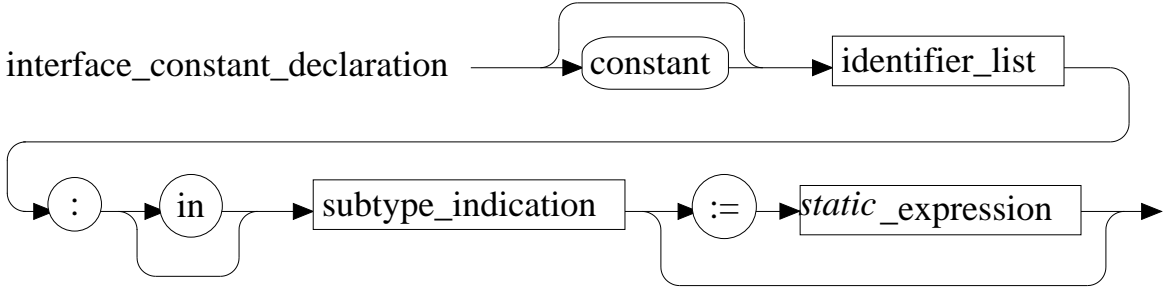 interface_constant_declaration constant identifier_list
: in subtype_indication := static_expression